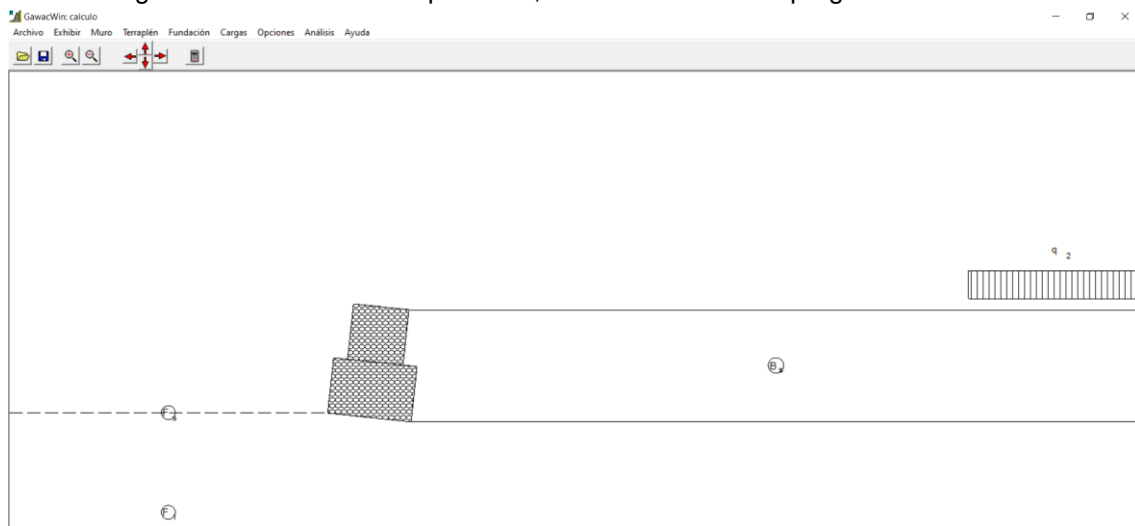 GawacWin: calculo
Archivo Exhibir Muro Terraplén Fundación Cargas Opciones Análisis Ayuda
q 2
B
F
F